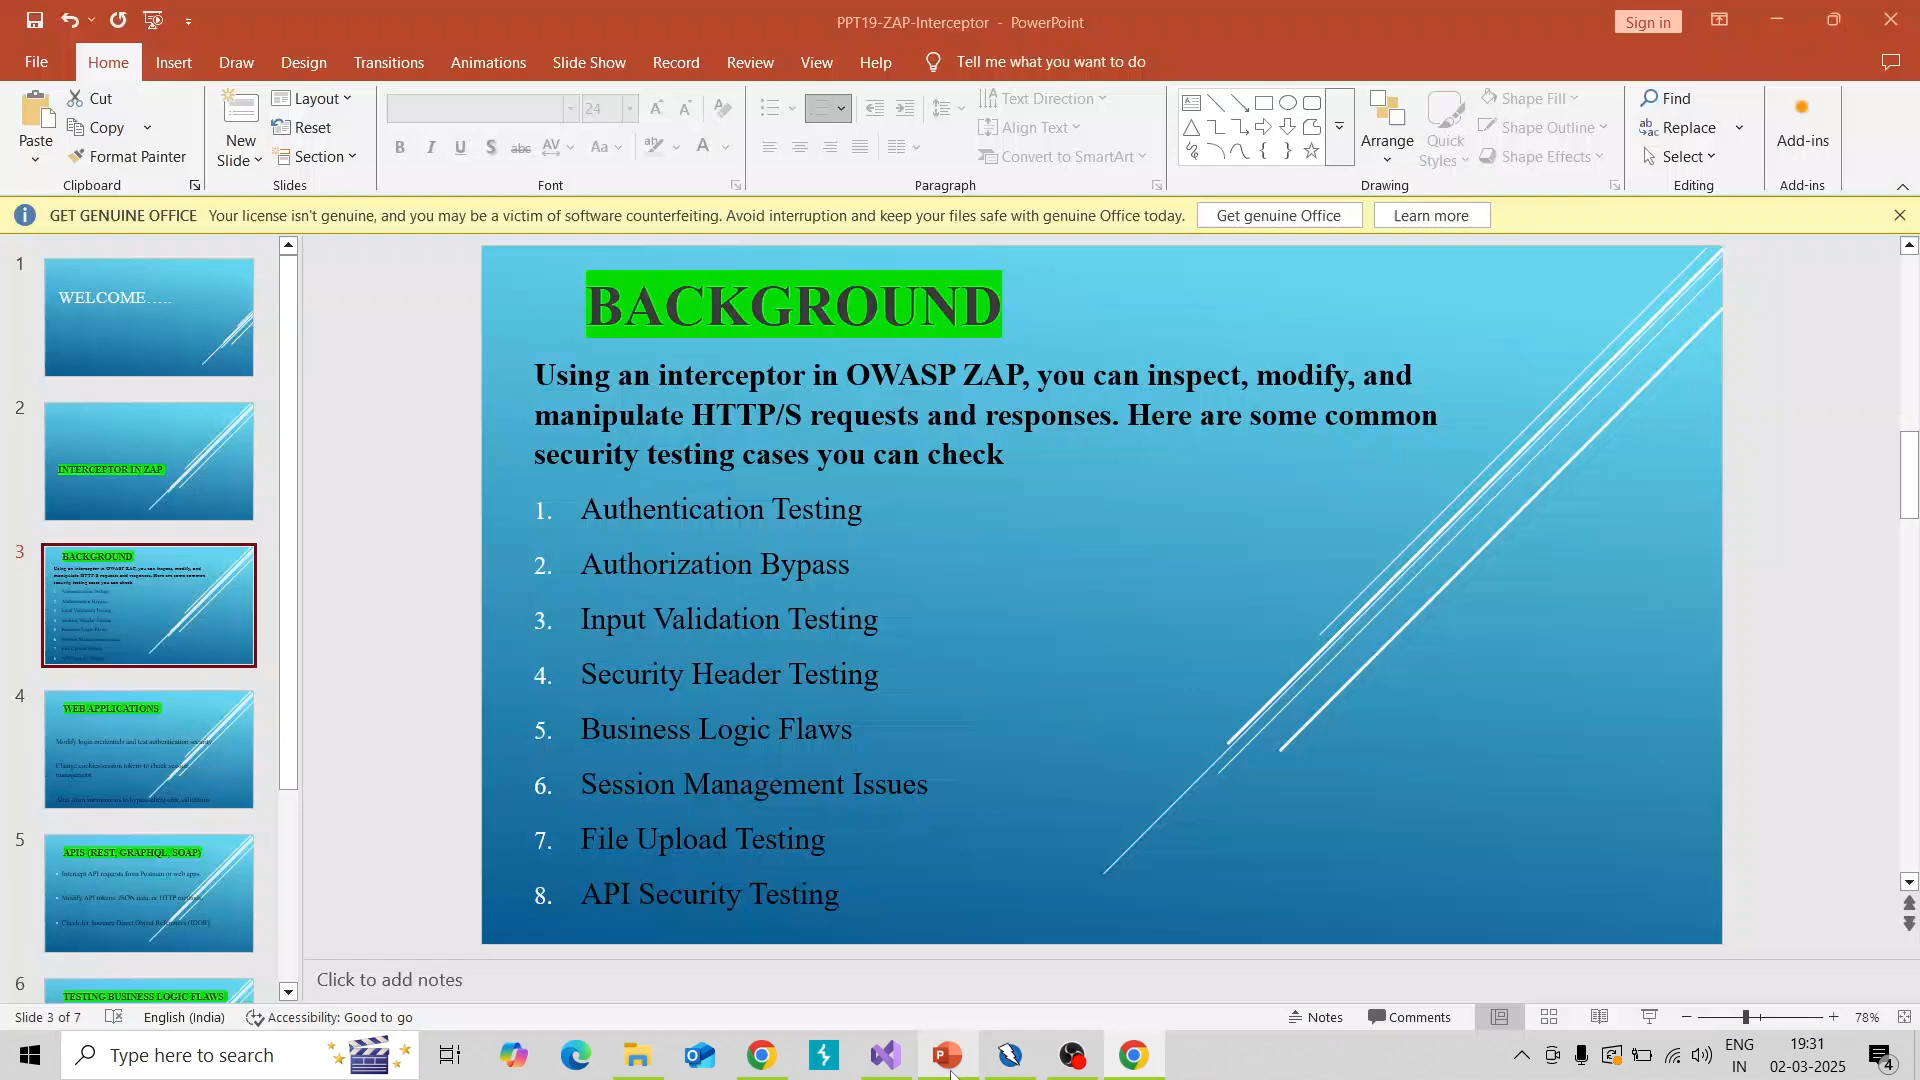 PPT19-ZAP-Interceptor - PowerPoint
Sign in
File
Home
Insert
Draw
Design
Transitions
Animations
Slide Show
Record
Review
View
Help
Tell me what you want to do
Paste
Cut
Copy
Format Painter
Clipboard
New
Slide
Layout
Reset
Section
Slides
24
Font
Text Direction
Align Text
Convert to SmartArt
Paragraph
Arrange
Quick
Styles
Shape Fill
Shape Outline
Shape Effects
Drawing
Find
Replace
Select
Editing
Add-ins
Add-ins
GET GENUINE OFFICE Your license isn't genuine, and you may be a victim of software counterfeiting. Avoid interruption and keep your files safe with genuine Office today.
Get genuine Office
Learn more
1
WELCOME…..
2
INTERCEPTOR IN ZAP
3
BACKGROUND
4
WEB APPLICATIONS
Modify login credentials and test authentication security
Change cookies/session tokens to check session
management
5
APIS (REST, GRAPHQL, SOAP)
Intercept API requests from Postman or web apps.
Modify API tokens, JSON data, or HTTP methods.
Check for Insecure Direct Object References (IDOR)
6
TESTING BUSINESS LOGIC FLAWS
BACKGROUND
Using an interceptor in OWASP ZAP, you can inspect, modify, and
manipulate HTTP/S requests and responses. Here are some common
security testing cases you can check
1. Authentication Testing
2. Authorization Bypass
3. Input Validation Testing
4. Security Header Testing
5. Business Logic Flaws
6. Session Management Issues
7. File Upload Testing
8. API Security Testing
Click to add notes
Slide 3 of 7
English (India)
Accessibility: Good to go
Notes
Comments
78%
Type here to search
ENG
IN
19:31
02-03-2025
4